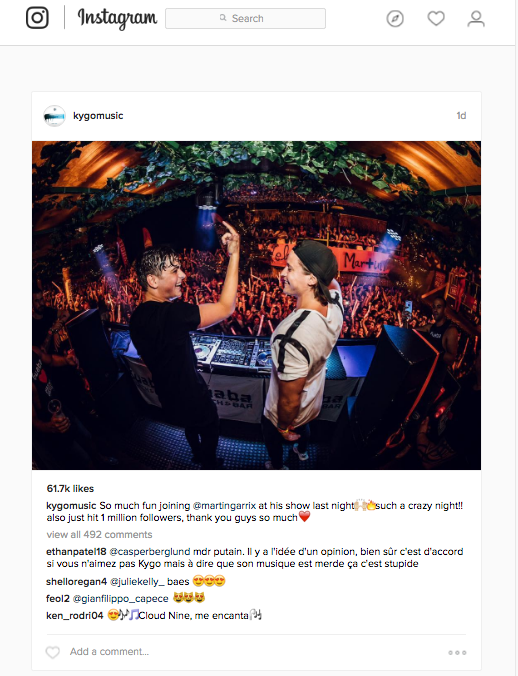 Instagram
Search
kygomusic
1d
Martin
baba
BEACH BAR
61.7k likes
kygomusic So much fun joining @martingarrix at his show last night🙌🏼🔥such a crazy night!!
also just hit 1 million followers, thank you guys so much❤️
view all 492 comments
ethanpatel18 @casperberglund mdr putain. Il y a l'idée d'un opinion, bien sûr c'est d'accord
si vous n'aimez pas Kygo mais à dire que son musique est merde ça c'est stupide
shelloregan4 @juliekelly_ baes 😍😍😍
feol2 @gianfilippo_capece 😻😻😻
ken_rodri04 😍🎶🎵Cloud Nine, me encanta🎧
Add a comment...